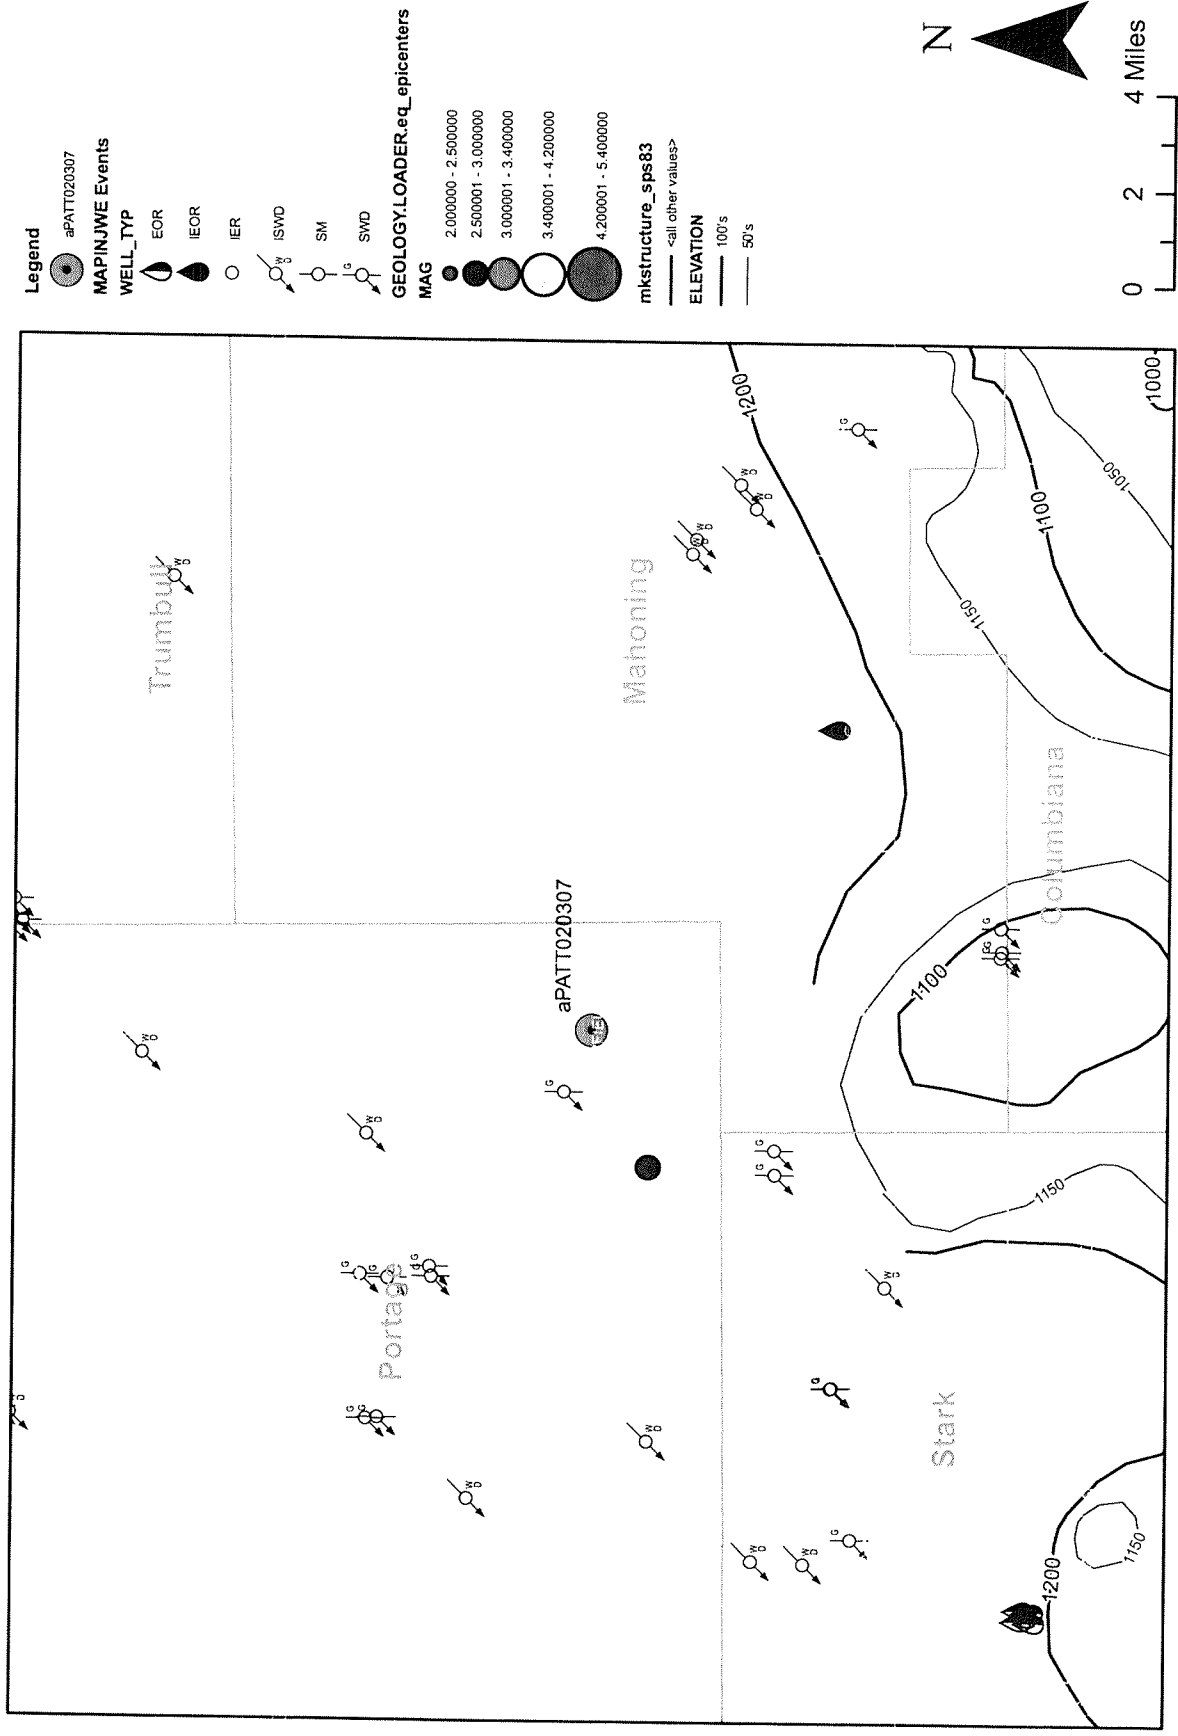 Legend
aPATT020307
MAPINJWE Events
WELL_TYP
EOR
IEOR
IER
ISWD
SM
SWD
GEOLOGY.LOADER.eq_epicenters
MAG
2.000000 - 2.500000
2.500001 - 3.000000
3.000001 - 3.400000
3.400001 - 4.200000
4.200001 - 5.400000
mkstructure_sps83
<all other values>
ELEVATION
100's
50's
N
0 2 4 Miles
Trumbull
Mahoning
Portage
Columbiana
Stark
aPATT020307
1200
1150
1100
1050
1000
1100
1150
1200
1150